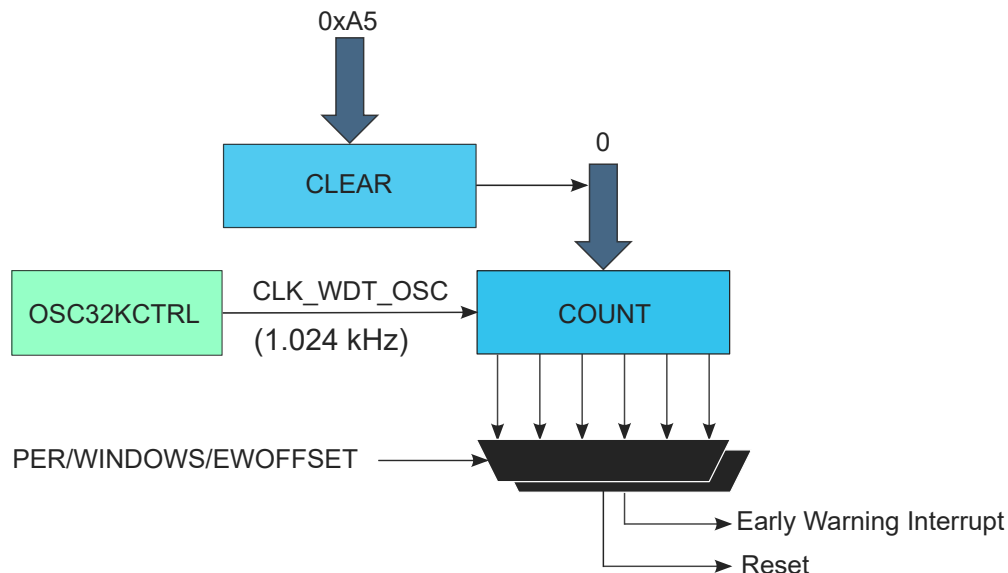 0xA5
0
CLEAR
OSC32KCTRL
CLK_WDT_OSC
(1.024 kHz)
COUNT
PER/WINDOWS/EWOFFSET
Early Warning Interrupt
Reset